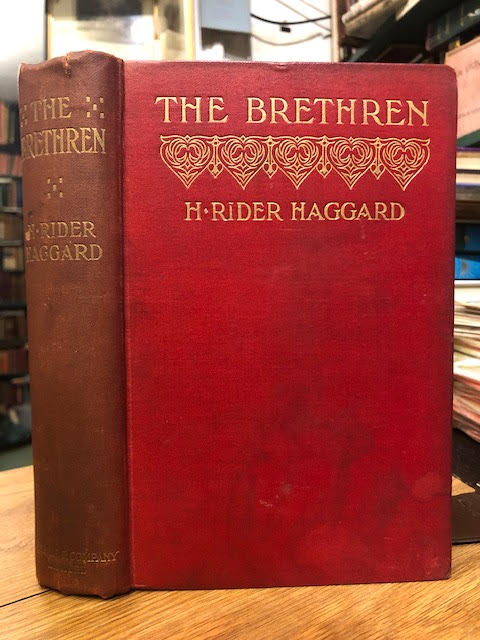 THE
BRETHREN
H·RIDER
HAGGARD
COMPANY
THE BRETHREN
H·RIDER HAGGARD